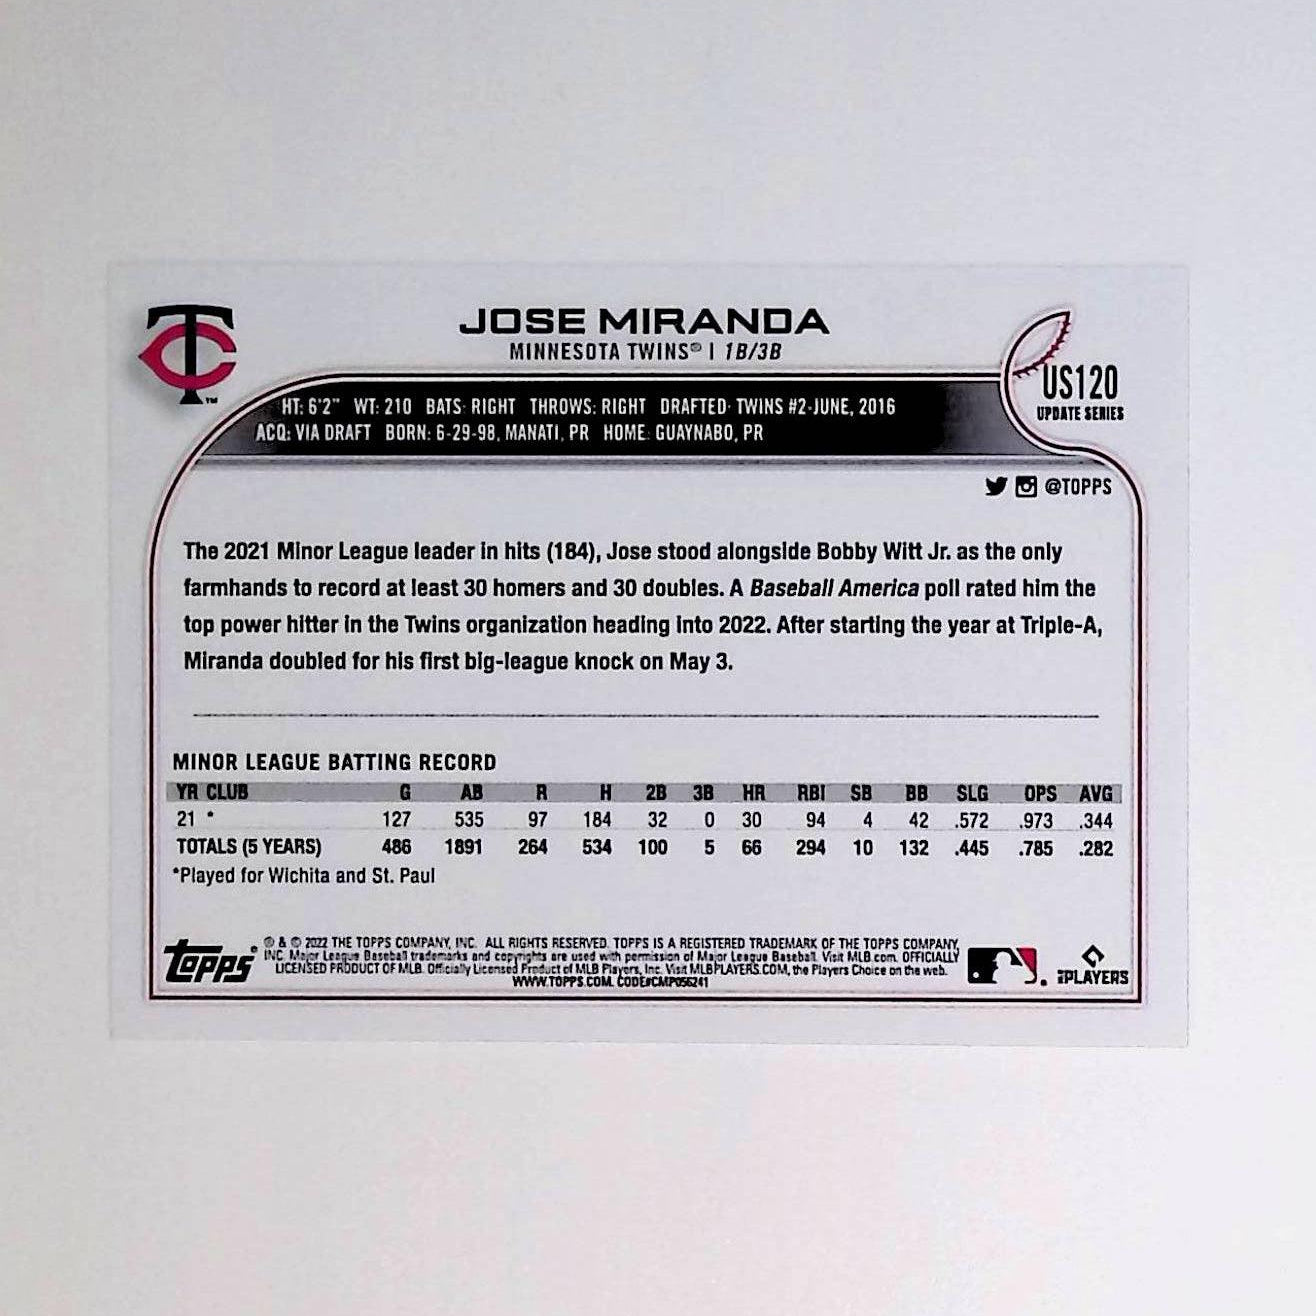 TC™
JOSE MIRANDA
MINNESOTA TWINS® | 1B/3B
US120
UPDATE SERIES
HT: 6'2" WT: 210 BATS: RIGHT THROWS: RIGHT DRAFTED: TWINS #2-JUNE, 2016
ACQ: VIA DRAFT BORN: 6-29-98, MANATI, PR HOME: GUAYNABO, PR
@TOPPS
The 2021 Minor League leader in hits (184), Jose stood alongside Bobby Witt Jr. as the only
farmhands to record at least 30 homers and 30 doubles. A Baseball America poll rated him the
top power hitter in the Twins organization heading into 2022. After starting the year at Triple-A,
Miranda doubled for his first big-league knock on May 3.
MINOR LEAGUE BATTING RECORD
YR CLUB G AB R H 2B 3B HR RBI SB BB SLG OPS AVG
21 * 127 535 97 184 32 0 30 94 4 42 .572 .973 .344
TOTALS (5 YEARS) 486 1891 264 534 100 5 66 294 10 132 .445 .785 .282
*Played for Wichita and St. Paul
topps®
® & © 2022 THE TOPPS COMPANY, INC. ALL RIGHTS RESERVED. TOPPS IS A REGISTERED TRADEMARK OF THE TOPPS COMPANY,
INC. Major League Baseball trademarks and copyrights are used with permission of Major League Baseball. Visit MLB.com. OFFICIALLY
LICENSED PRODUCT OF MLB. Officially Licensed Product of MLB Players, Inc. Visit MLBPLAYERS.COM, the Players Choice on the web.
WWW.TOPPS.COM. CODE#CMP056241
PLAYERS